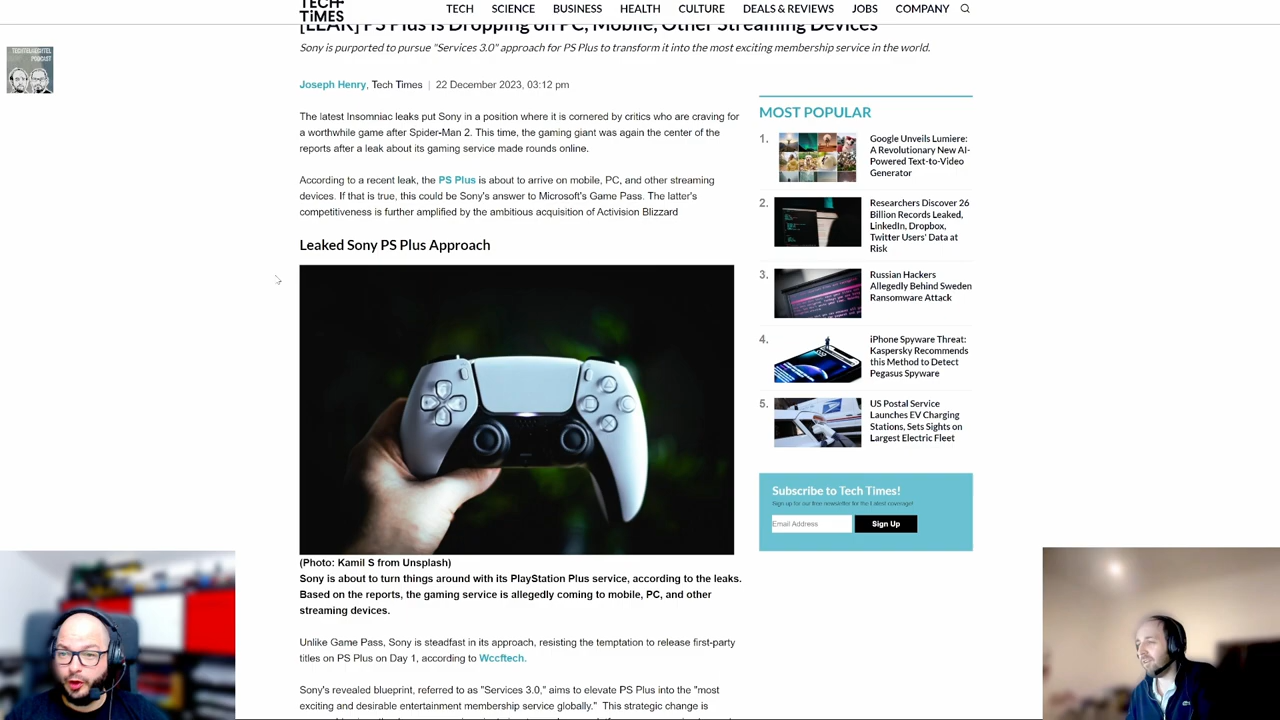 TECH
TIMES
TECH
SCIENCE
BUSINESS
HEALTH
CULTURE
DEALS & REVIEWS
JOBS
COMPANY
[LEAK] PS Plus is Dropping on PC, Mobile, Other Streaming Devices
Sony is purported to pursue "Services 3.0" approach for PS Plus to transform it into the most exciting membership service in the world.
PODCAST
Joseph Henry, Tech Times | 22 December 2023, 03:12 pm
The latest Insomniac leaks put Sony in a position where it is cornered by critics who are craving for
a worthwhile game after Spider-Man 2. This time, the gaming giant was again the center of the
reports after a leak about its gaming service made rounds online.
According to a recent leak, the PS Plus is about to arrive on mobile, PC, and other streaming
devices. If that is true, this could be Sony's answer to Microsoft's Game Pass. The latter's
competitiveness is further amplified by the ambitious acquisition of Activision Blizzard
Leaked Sony PS Plus Approach
(Photo: Kamil S from Unsplash)
Sony is about to turn things around with its PlayStation Plus service, according to the leaks.
Based on the reports, the gaming service is allegedly coming to mobile, PC, and other
streaming devices.
Unlike Game Pass, Sony is steadfast in its approach, resisting the temptation to release first-party
titles on PS Plus on Day 1, according to Wccftech.
Sony's revealed blueprint, referred to as "Services 3.0," aims to elevate PS Plus into the "most
exciting and desirable entertainment membership service globally." This strategic change is
MOST POPULAR
1.
Google Unveils Lumiere:
A Revolutionary New AI-
Powered Text-to-Video
Generator
2.
Researchers Discover 26
Billion Records Leaked,
LinkedIn, Dropbox,
Twitter Users' Data at
Risk
3.
Russian Hackers
Allegedly Behind Sweden
Ransomware Attack
4.
iPhone Spyware Threat:
Kaspersky Recommends
this Method to Detect
Pegasus Spyware
5.
US Postal Service
Launches EV Charging
Stations, Sets Sights on
Largest Electric Fleet
Subscribe to Tech Times!
Sign up for our free newsletter for the Latest coverage!
Email Address
Sign Up